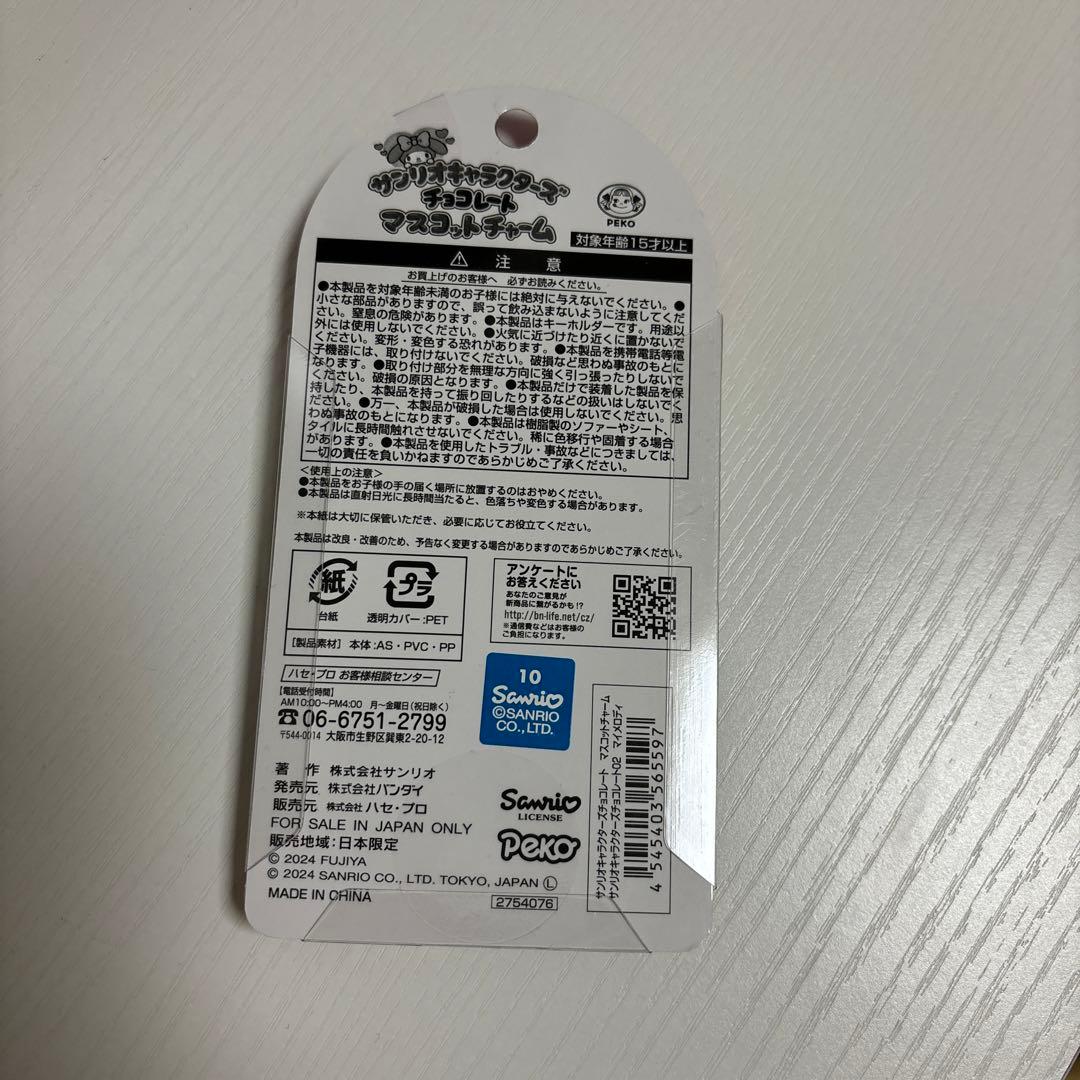 サンリオキャラクターズ
チョコレート
マスコットチャーム
PEKO
対象年齢15才以上
注 意
お買上げのお客様へ 必ずお読みください。
●本製品を対象年齢未満のお子様には絶対に与えないでください。●
小さな部品がありますので、誤って飲み込まないように注意してくだ
さい。窒息の危険があります。●本製品はキーホルダーです。用途以
外には使用しないでください。●火気に近づけたり近くに置かないで
ください。変形・変色する恐れがあります。●本製品を携帯電話等電
子機器には、取り付けないでください。破損など思わぬ事故のもとに
なります。●取り付け部分を無理な方向に強く引っ張ったりしないで
ください。破損の原因となります。●本製品だけで装着した製品を保
持したり、本製品を持って振り回したりするなどの扱いはしないでく
ださい。●万一、本製品が破損した場合は使用しないでください。思
わぬ事故のもとになります。●本製品は樹脂製のソファーやシート、
タイルに長時間触れさせないでください。稀に色移行や固着する場合
があります。●本製品を使用したトラブル・事故などにつきましては、
一切の責任を負いかねますのであらかじめご了承ください。
<使用上の注意>
●本製品をお子様の手の届く場所に放置するのはおやめください。
●本製品は直射日光に長時間当たると、色落ちや変色する場合があります。
※本紙は大切に保管いただき、必要に応じてお役立てください。
本製品は改良・改善のため、予告なく変更する場合がありますのであらかじめご了承ください。
紙
台紙
プラ
透明カバー:PET
[製品素材] 本体:AS・PVC・PP
アンケートに
お答えください
あなたのご意見が
新商品に繋がるかも!?
http://bn-life.net/cz/
※通信費などはお客様の
ご負担になります。
ハセ・プロ お客様相談センター
【電話受付時間】
AM10:00〜PM4:00 月〜金曜日(祝日除く)
☎06-6751-2799
〒544-0014 大阪市生野区巽東2-20-12
10
Sanrio
©SANRIO
CO., LTD.
著 作 株式会社サンリオ
発売元 株式会社バンダイ
販売元 株式会社 ハセ・プロ
FOR SALE IN JAPAN ONLY
販売地域:日本限定
© 2024 FUJIYA
© 2024 SANRIO CO., LTD. TOKYO, JAPAN Ⓛ
MADE IN CHINA
Sanrio
LICENSE
Peko
2754076
サンリオキャラクターズチョコレート マスコットチャーム
サンリオキャラクターズチョコレート02 マイメロディ
4 545403 565597